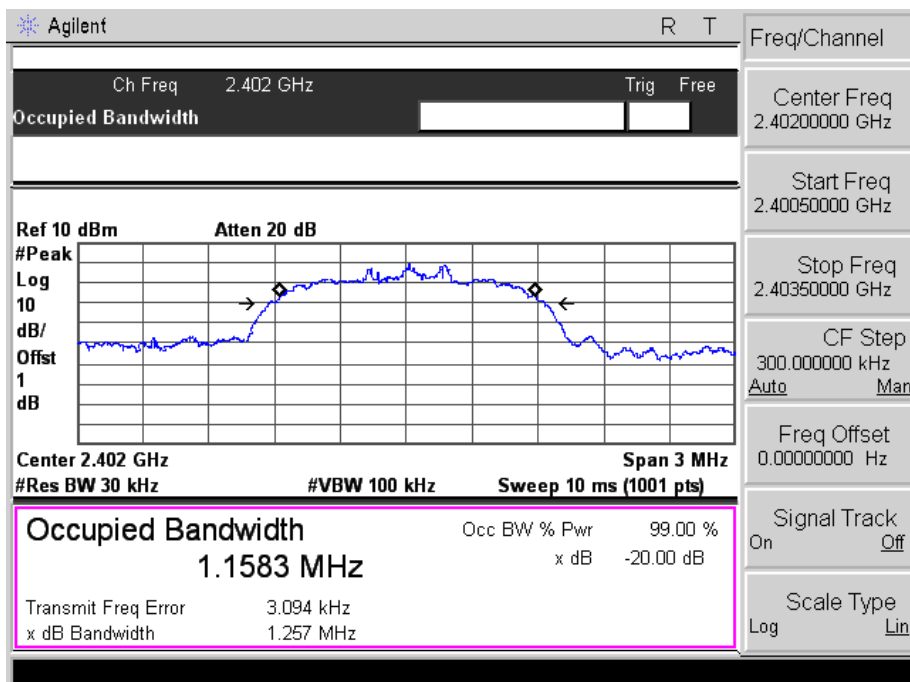 Agilent R T
Ch Freq 2.402 GHz Trig Free
Occupied Bandwidth
Ref 10 dBm Atten 20 dB
#Peak
Log
10
dB/
Offst
1
dB
Center 2.402 GHz Span 3 MHz
#Res BW 30 kHz #VBW 100 kHz Sweep 10 ms (1001 pts)
Occupied Bandwidth
1.1583 MHz
Occ BW % Pwr 99.00 %
x dB -20.00 dB
Transmit Freq Error 3.094 kHz
x dB Bandwidth 1.257 MHz
Freq/Channel
Center Freq
2.40200000 GHz
Start Freq
2.40050000 GHz
Stop Freq
2.40350000 GHz
CF Step
300.000000 kHz
Auto Man
Freq Offset
0.00000000 Hz
Signal Track
On Off
Scale Type
Log Lin